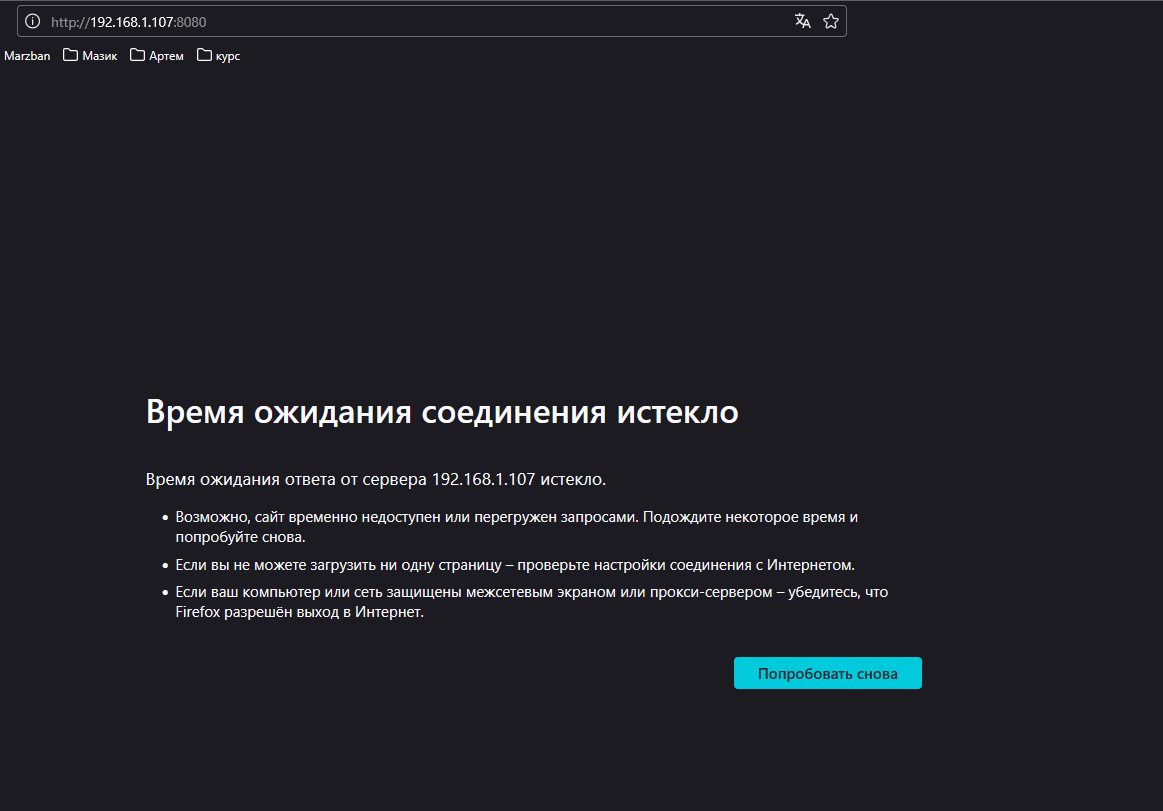 http://192.168.1.107:8080
Marzban Мазик Артем курс
Время ожидания соединения истекло
Время ожидания ответа от сервера 192.168.1.107 истекло.
• Возможно, сайт временно недоступен или перегружен запросами. Подождите некоторое время и
попробуйте снова.
• Если вы не можете загрузить ни одну страницу – проверьте настройки соединения с Интернетом.
• Если ваш компьютер или сеть защищены межсетевым экраном или прокси-сервером – убедитесь, что
Firefox разрешён выход в Интернет.
Попробовать снова